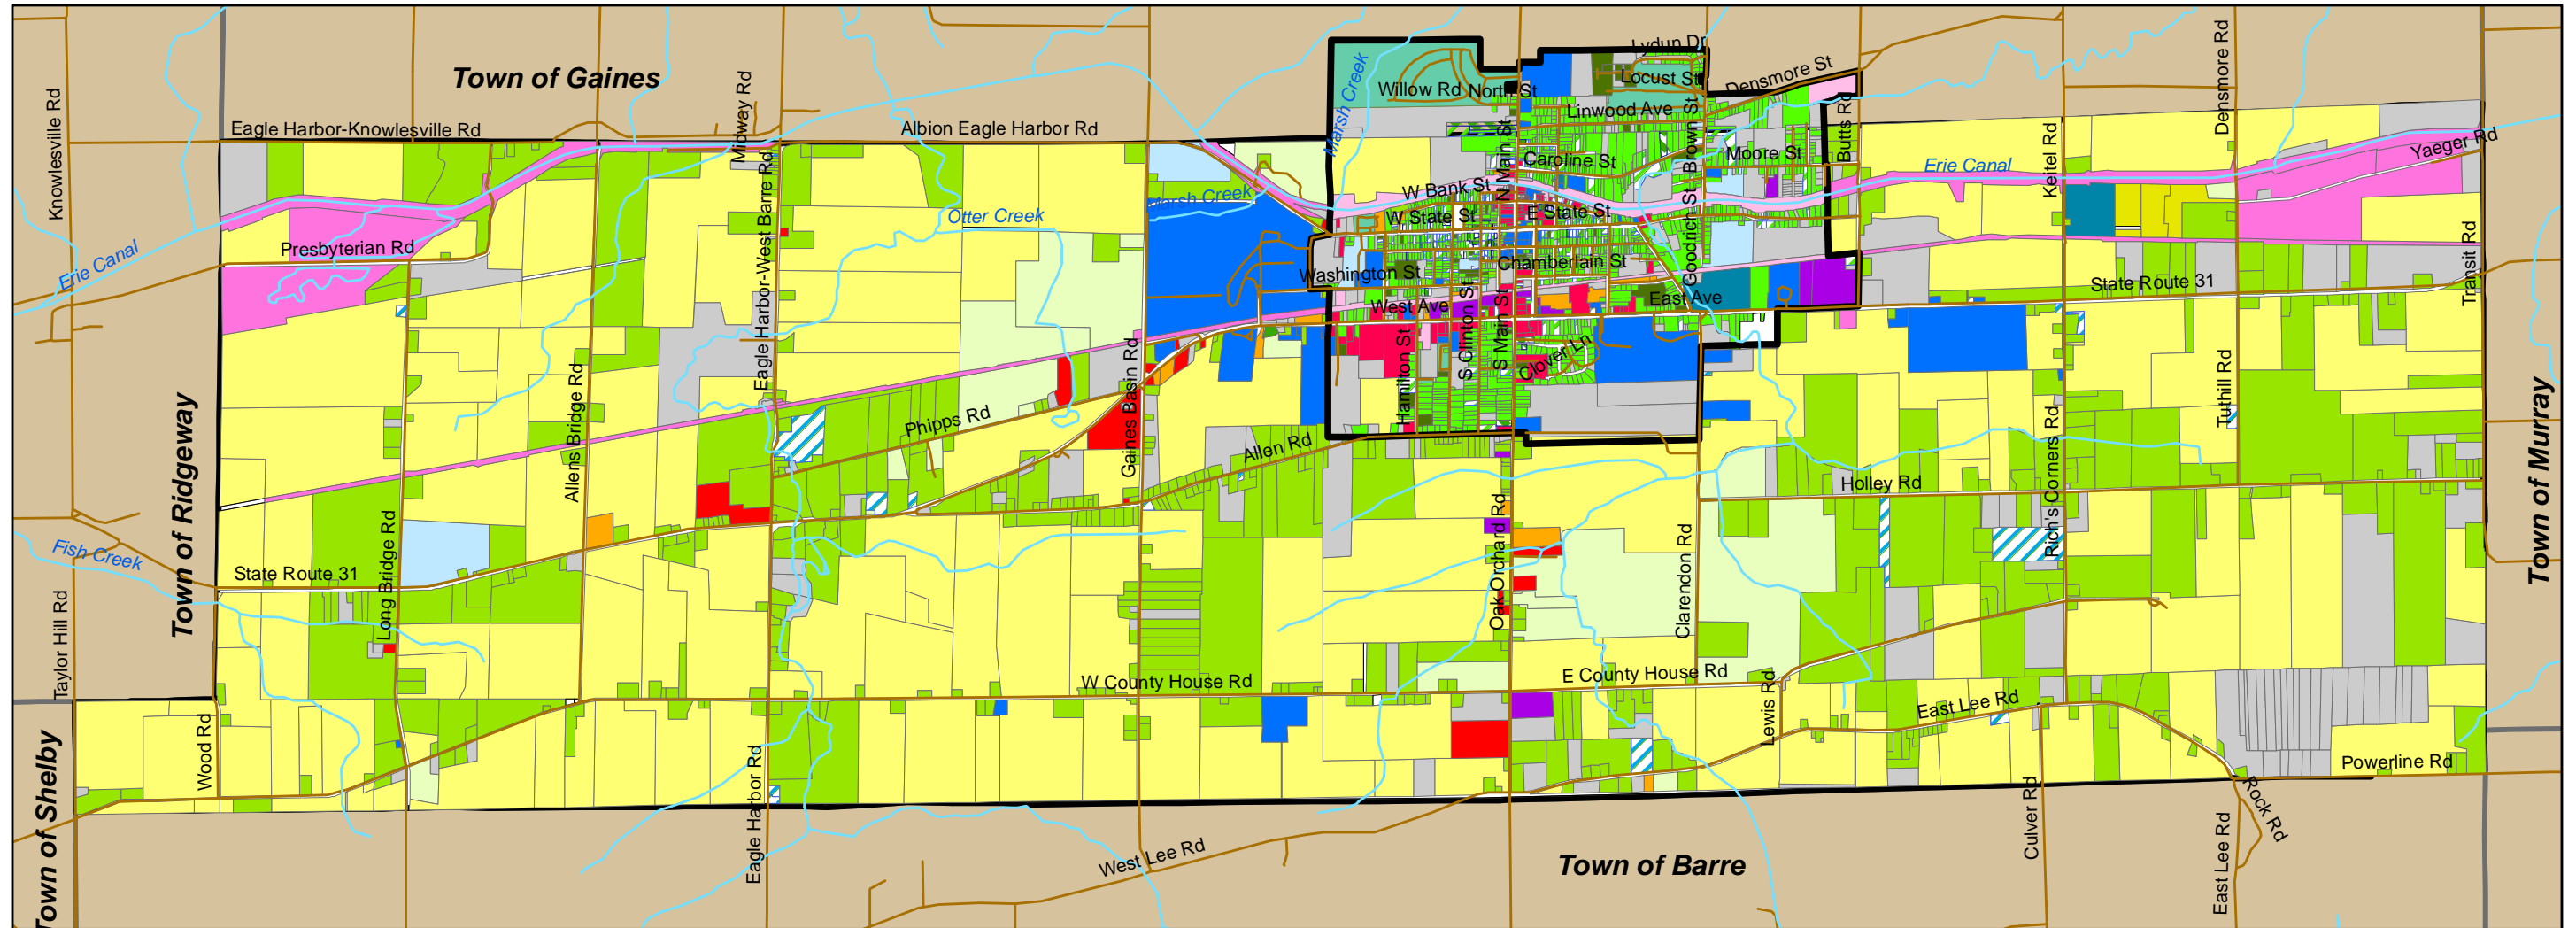 Town of Gaines
Knowlesville Rd
Eagle Harbor-Knowlesville Rd
Midway Rd
Albion Eagle Harbor Rd
Marsh Creek
Willow Rd
North St
Lydun Dr
Locust St
Linwood Ave
Densmore St
Densmore Rd
Butts Rd
Brown St
Moore St
Caroline St
N Main St
W Bank St
Erie Canal
Keitel Rd
Yaeger Rd
Eagle Harbor-West Barre Rd
Marsh Creek
Otter Creek
W State St
E State St
Goodrich St
Presbyterian Rd
Erie Canal
Washington St
Chamberlain St
West Ave
East Ave
State Route 31
Transit Rd
Hamilton St
S Clinton St
S Main St
Clover Ln
Gaines Basin Rd
Allens Bridge Rd
Phipps Rd
Allen Rd
Tuthill Rd
Rich's Corners Rd
Holley Rd
Town of Ridgeway
Town of Murray
Fish Creek
State Route 31
Long Bridge Rd
Oak Orchard Rd
Clarendon Rd
Taylor Hill Rd
W County House Rd
E County House Rd
Lewis Rd
East Lee Rd
Wood Rd
Powerline Rd
Town of Shelby
Eagle Harbor Rd
West Lee Rd
Town of Barre
Culver Rd
East Lee Rd
Rock Rd